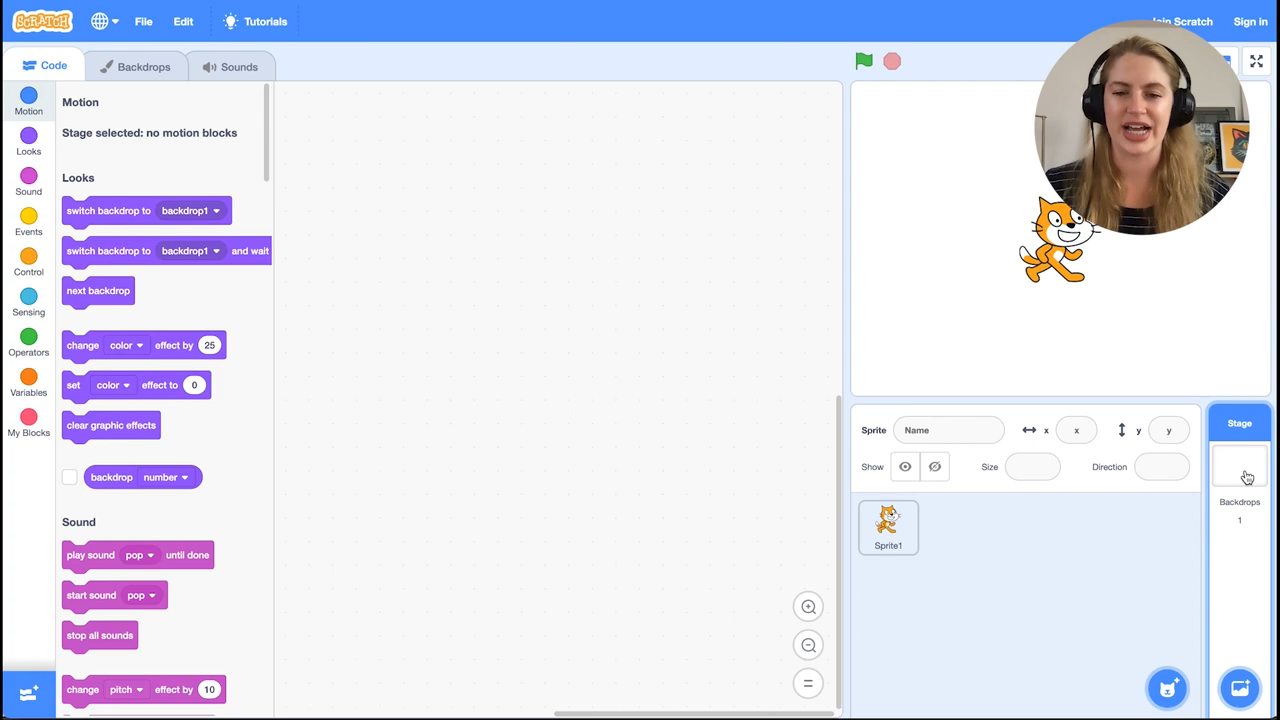 SCRATCH
File
Edit
Tutorials
Join Scratch
Sign in
Code
Backdrops
Sounds
Motion
Looks
Sound
Events
Control
Sensing
Operators
Variables
My Blocks
Motion
Stage selected: no motion blocks
Looks
switch backdrop to backdrop1
switch backdrop to backdrop1 and wait
next backdrop
change color effect by 25
set color effect to 0
clear graphic effects
backdrop number
Sound
play sound pop until done
start sound pop
stop all sounds
change pitch effect by 10
Sprite Name x x y y
Show Size Direction
Sprite1
Stage
Backdrops
1